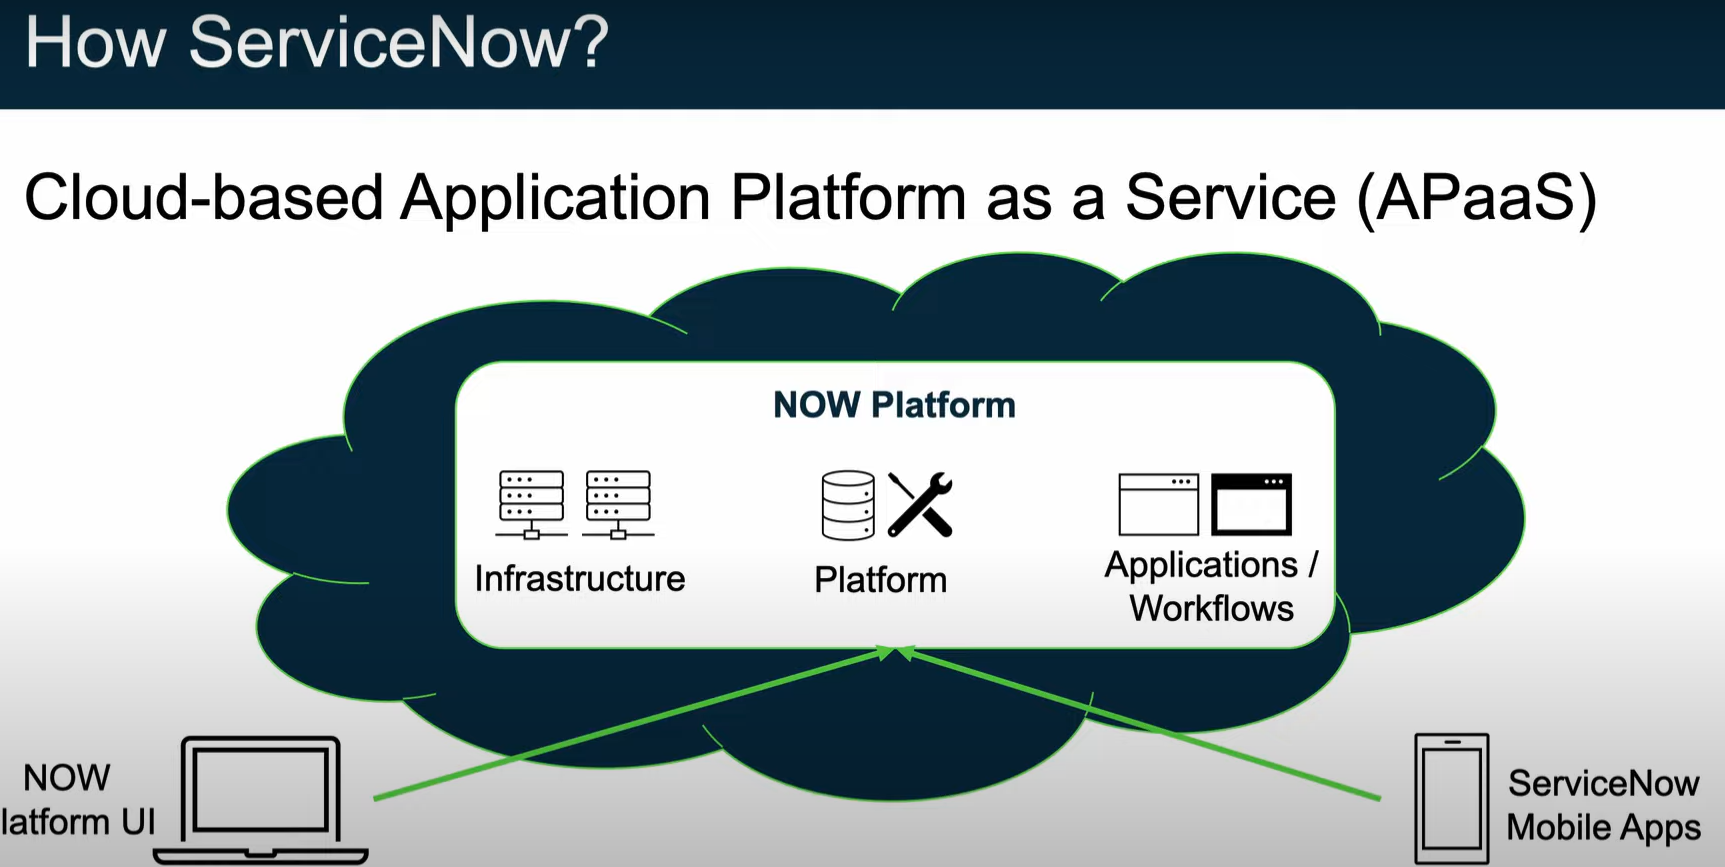 How ServiceNow?
Cloud-based Application Platform as a Service (APaaS)
NOW Platform
Infrastructure
Platform
Applications /
Workflows
NOW
latform UI
ServiceNow
Mobile Apps